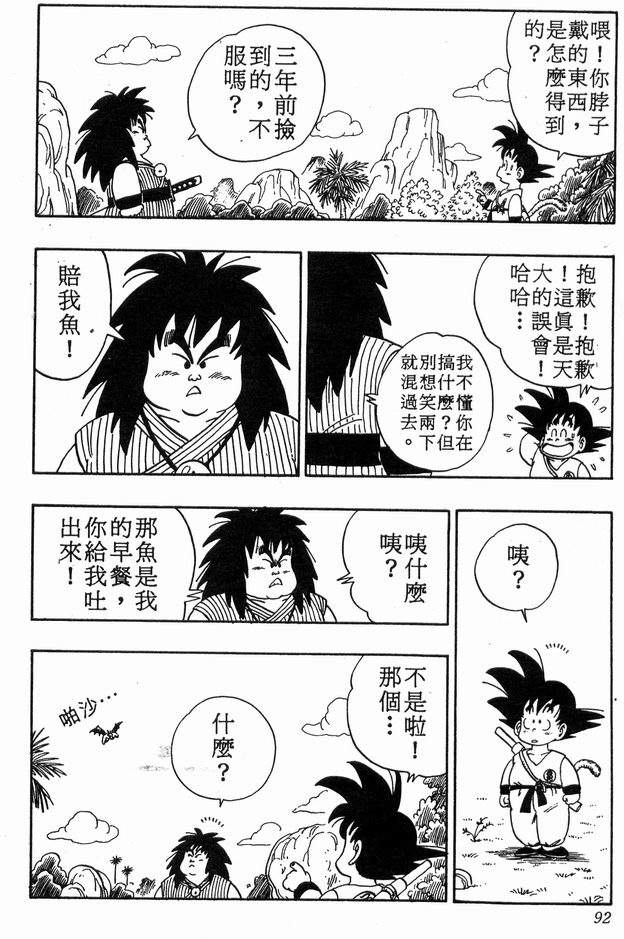 喂！你脖子
戴的東西，
是怎麼得到
的？
三年前撿
到的，不
服嗎？
抱歉！抱歉
！這真是天
大的誤會！
哈哈…
我不懂你在
搞什麼？但
別想笑兩下
就混過去。
賠我魚！
咦？
咦什麼
咦？
那魚是我
的早餐，
你給我吐
出來！
不是啦！
那個…
什麼？
啪沙…
92